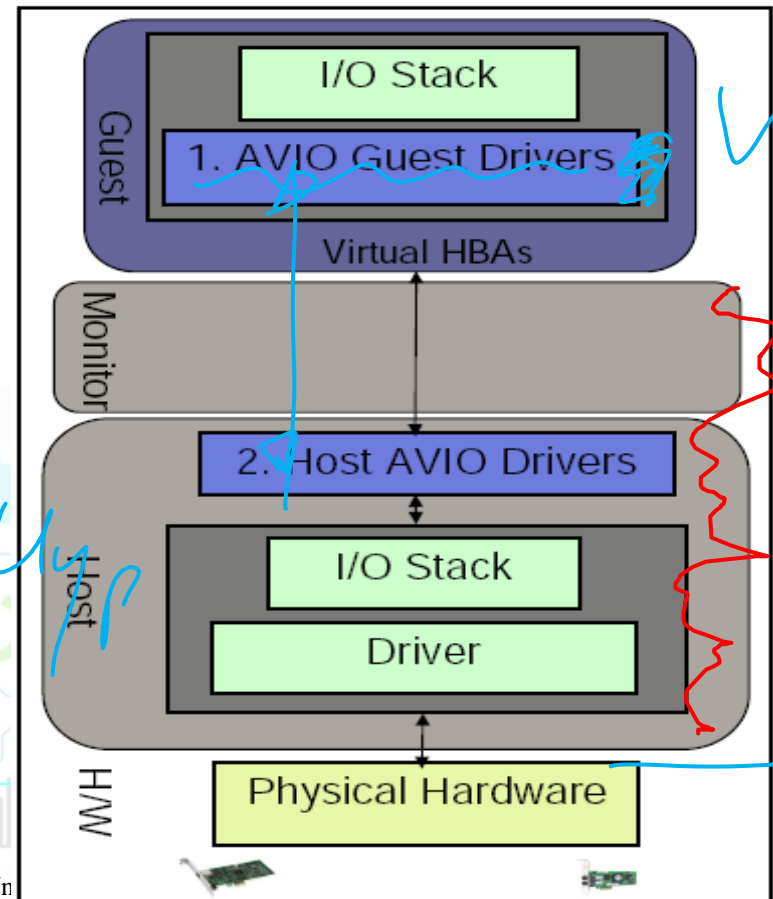 I/O Stack
Guest
1. AVIO Guest Drivers
Virtual HBAs
Monitor
2. Host AVIO Drivers
Host
I/O Stack
Driver
H/W
Physical Hardware